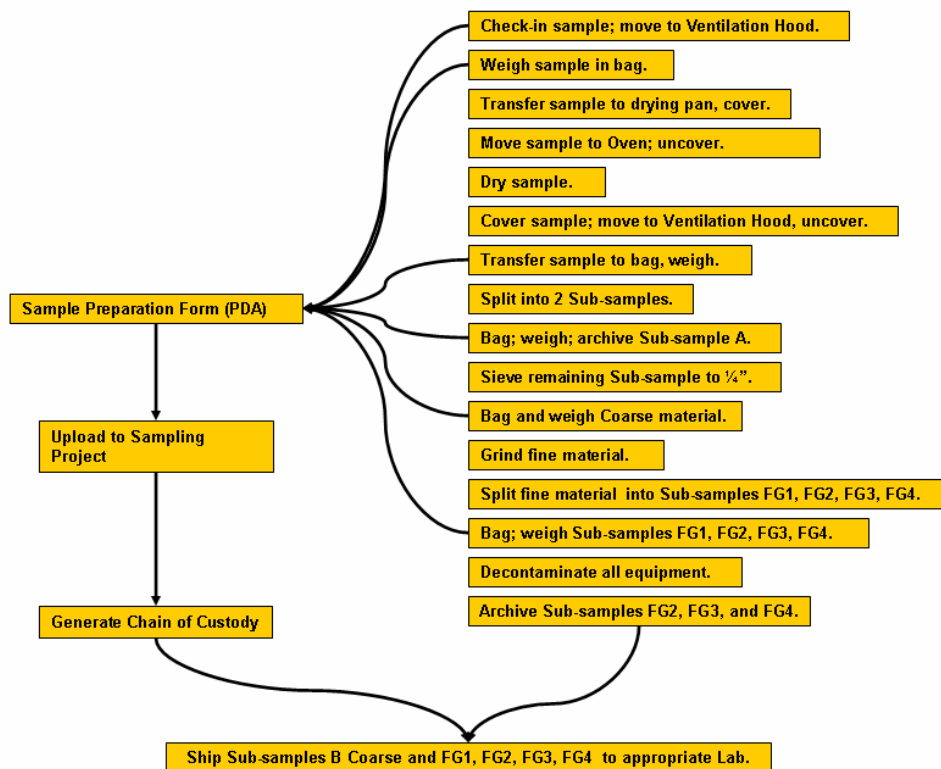 Check-in sample; move to Ventilation Hood.
Weigh sample in bag.
Transfer sample to drying pan, cover.
Move sample to Oven; uncover.
Dry sample.
Cover sample; move to Ventilation Hood, uncover.
Transfer sample to bag, weigh.
Split into 2 Sub-samples.
Bag; weigh; archive Sub-sample A.
Sieve remaining Sub-sample to ¼”.
Bag and weigh Coarse material.
Grind fine material.
Split fine material into Sub-samples FG1, FG2, FG3, FG4.
Bag; weigh Sub-samples FG1, FG2, FG3, FG4.
Decontaminate all equipment.
Archive Sub-samples FG2, FG3, and FG4.
Sample Preparation Form (PDA)
Upload to Sampling
Project
Generate Chain of Custody
Ship Sub-samples B Coarse and FG1, FG2, FG3, FG4 to appropriate Lab.